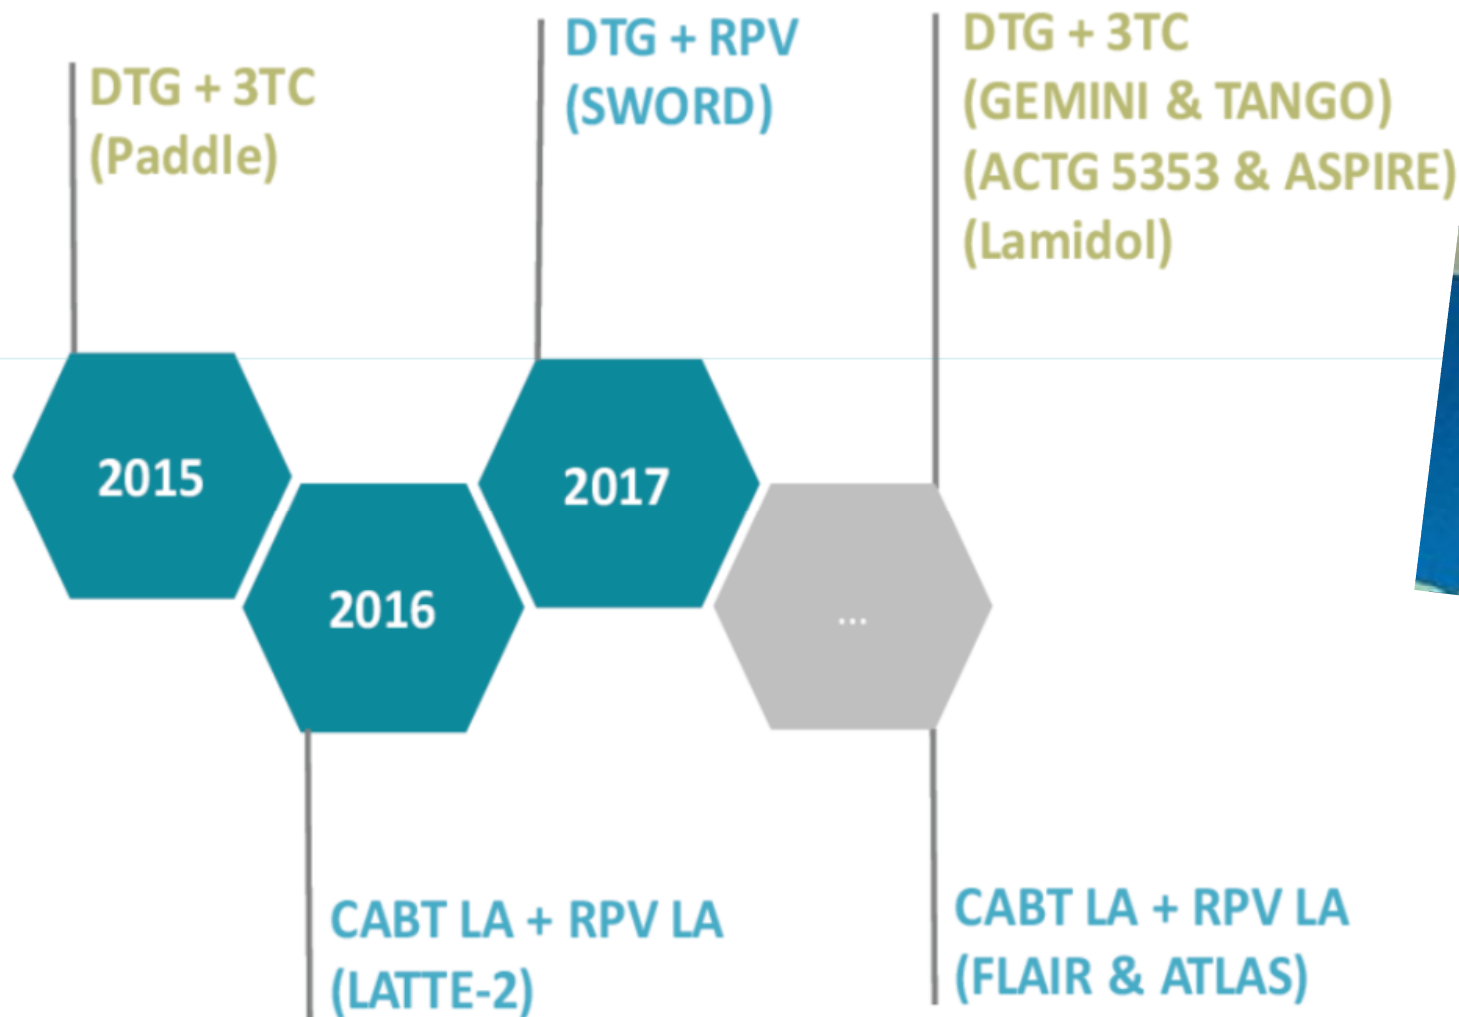 DTG + 3TC
(Paddle)
DTG + RPV
(SWORD)
DTG + 3TC
(GEMINI & TANGO)
(ACTG 5353 & ASPIRE)
(Lamidol)
2015
2016
2017
...
CABT LA + RPV LA
(LATTE-2)
CABT LA + RPV LA
(FLAIR & ATLAS)